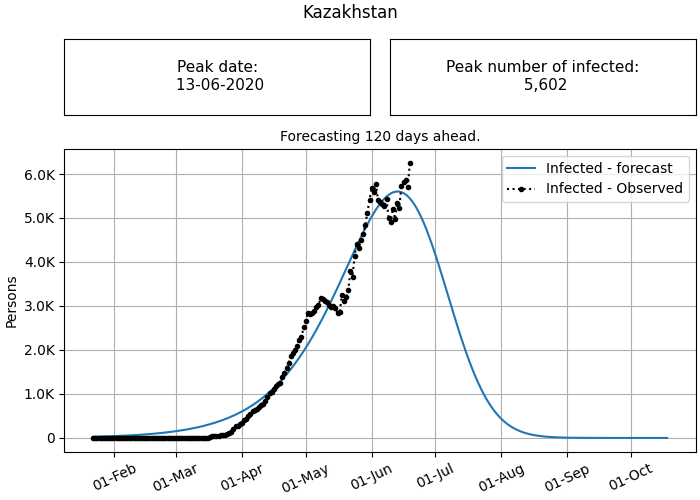 Kazakhstan
Peak date:
13-06-2020
Peak number of infected:
5,602
Forecasting 120 days ahead.
Infected - forecast
Infected - Observed
Persons
6.0K
5.0K
4.0K
3.0K
2.0K
1.0K
0
01-Feb
01-Mar
01-Apr
01-May
01-Jun
01-Jul
01-Aug
01-Sep
01-Oct